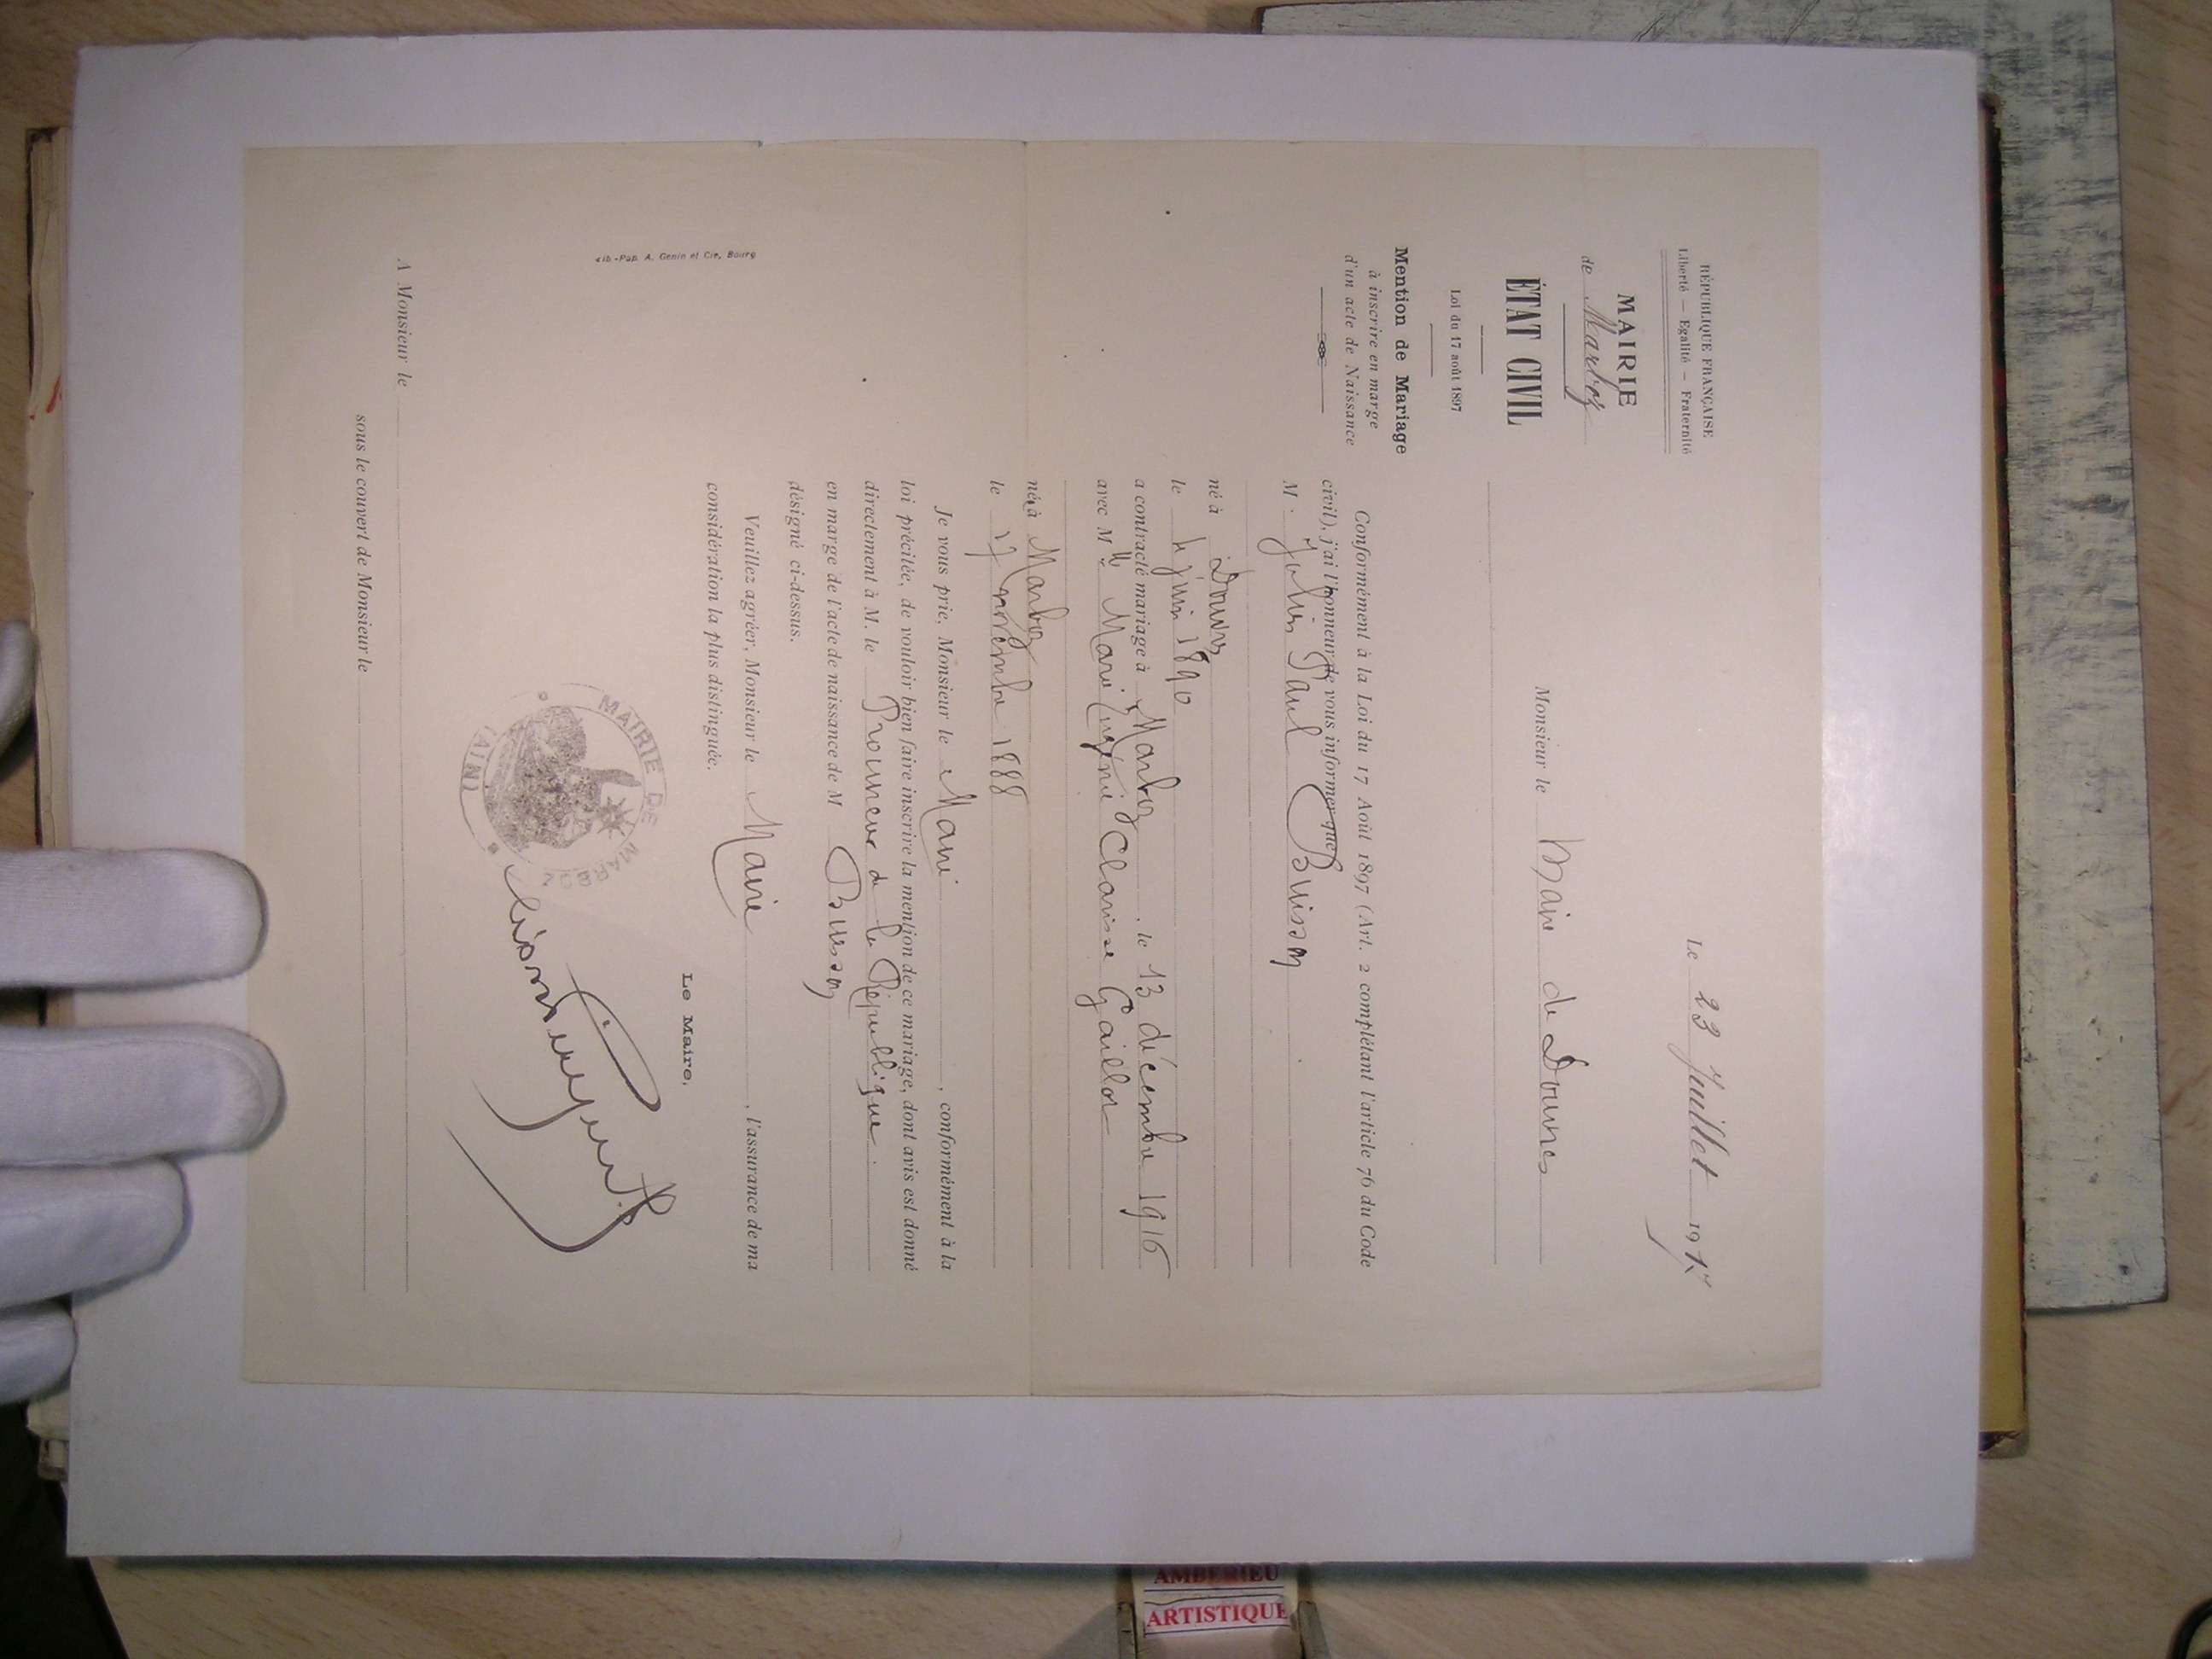 RÉPUBLIQUE FRANÇAISE
Liberté — Egalité — Fraternité
MAIRIE
de Marboz
ÉTAT CIVIL
Loi du 17 août 1897
Mention de Mariage
à inscrire en marge
d'un acte de Naissance
Le 23 Juillet 1917
Monsieur le Maire de Douvres
Conformément à la Loi du 17 Août 1897 (Art. 2 complétant l'article 76 du Code
civil), j'ai l'honneur de vous informer que
M. Julien Paul Buisson
né à Douvres
le 4 juin 1890
a contracté mariage à Marboz, le 13 décembre 1916
avec Mlle Marie Eugénie Clarisse Gaillor
née à Marboz
le 17 novembre 1888
Je vous prie, Monsieur le Maire, conformément à la
loi précitée, de vouloir bien faire inscrire la mention de ce mariage, dont avis est donné
directement à M. le Procureur de la République.
en marge de l'acte de naissance de M Buisson
désigné ci-dessus.
Veuillez agréer, Monsieur le Maire, l'assurance de ma
considération la plus distinguée.
Le Maire,
MAIRIE DE MARBOZ
(AIN)
Lib.-Pap. A. Genin et Cie, Bourg
A Monsieur le
sous le couvert de Monsieur le
AMBERIEU
ARTISTIQUE